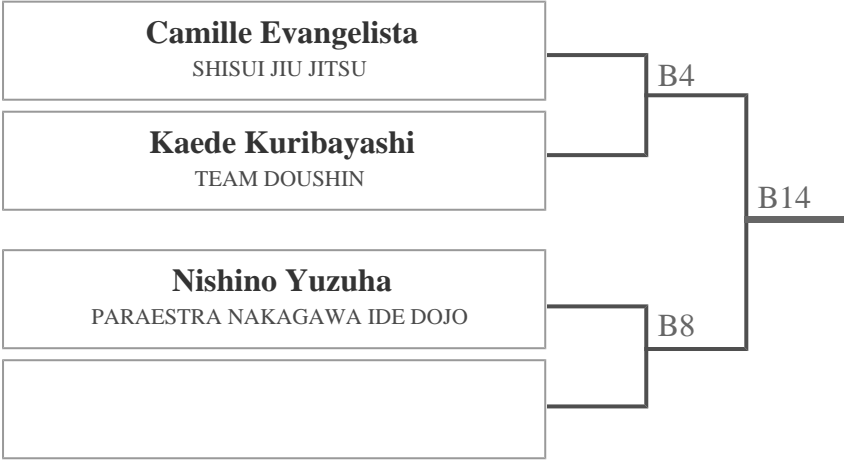 Camille Evangelista
SHISUI JIU JITSU
B4
Kaede Kuribayashi
TEAM DOUSHIN
B14
Nishino Yuzuha
PARAESTRA NAKAGAWA IDE DOJO
B8